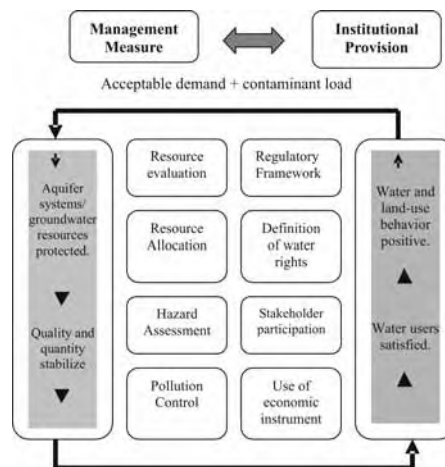 Management
Measure
Institutional
Provision
Acceptable demand + contaminant load
Aquifer
systems/
groundwater
resources
protected.
Quality and
quantity
stabilize
Resource
evaluation
Regulatory
Framework
Resource
Allocation
Definition
of water
rights
Hazard
Assessment
Stakeholder
participation
Pollution
Control
Use of
economic
instrument
Water and
land-use
behavior
positive.
Water users
satisfied.